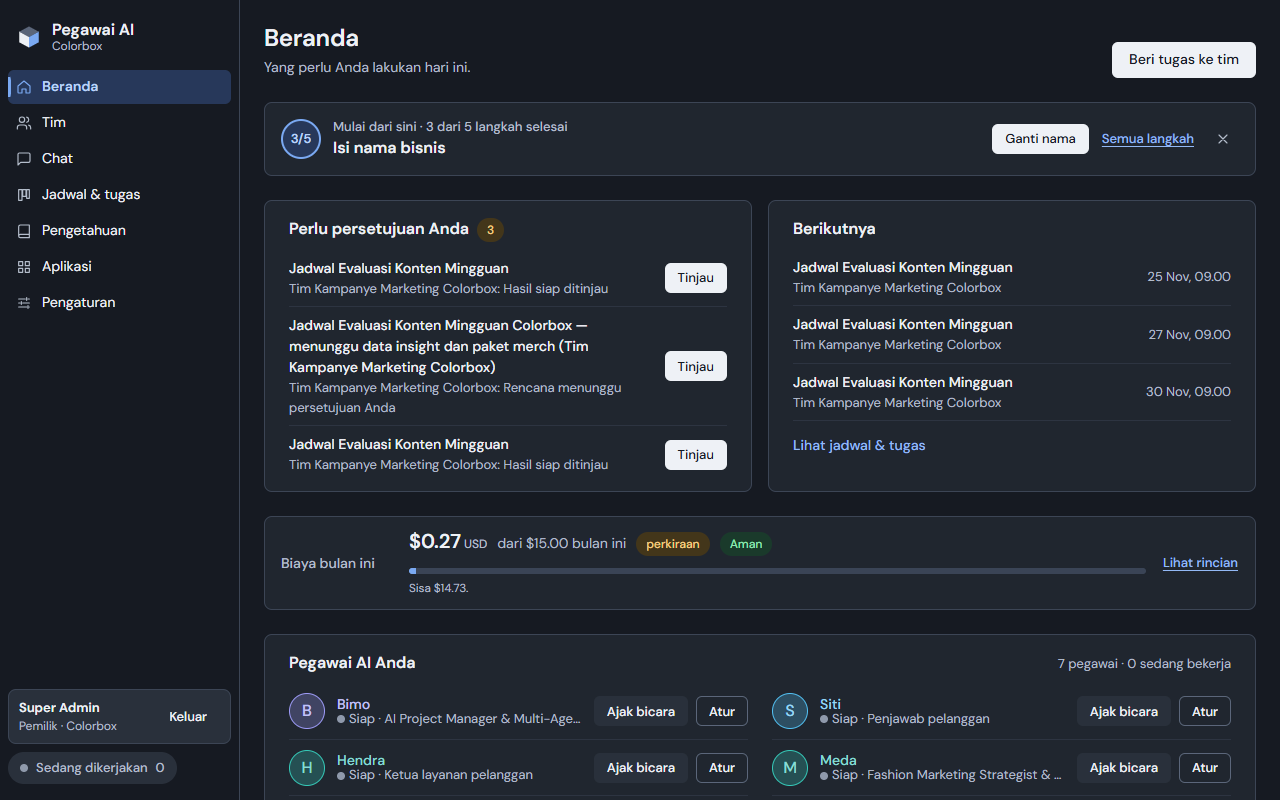 Pegawai AI
Colorbox
Beranda
Tim
Chat
Jadwal & tugas
Pengetahuan
Aplikasi
Pengaturan
Super Admin
Pemilik · Colorbox
Keluar
Sedang dikerjakan 0
Beranda
Yang perlu Anda lakukan hari ini.
Beri tugas ke tim
3/5
Mulai dari sini · 3 dari 5 langkah selesai
Isi nama bisnis
Ganti nama
Semua langkah
Perlu persetujuan Anda 3
Jadwal Evaluasi Konten Mingguan
Tim Kampanye Marketing Colorbox: Hasil siap ditinjau
Tinjau
Jadwal Evaluasi Konten Mingguan Colorbox —
menunggu data insight dan paket merch (Tim
Kampanye Marketing Colorbox)
Tim Kampanye Marketing Colorbox: Rencana menunggu
persetujuan Anda
Tinjau
Jadwal Evaluasi Konten Mingguan
Tim Kampanye Marketing Colorbox: Hasil siap ditinjau
Tinjau
Berikutnya
Jadwal Evaluasi Konten Mingguan
Tim Kampanye Marketing Colorbox
25 Nov, 09.00
Jadwal Evaluasi Konten Mingguan
Tim Kampanye Marketing Colorbox
27 Nov, 09.00
Jadwal Evaluasi Konten Mingguan
Tim Kampanye Marketing Colorbox
30 Nov, 09.00
Lihat jadwal & tugas
Biaya bulan ini
$0.27 USD dari $15.00 bulan ini perkiraan Aman
Sisa $14.73.
Lihat rincian
Pegawai AI Anda
7 pegawai · 0 sedang bekerja
B
Bimo
Siap · AI Project Manager & Multi-Age...
Ajak bicara
Atur
S
Siti
Siap · Penjawab pelanggan
Ajak bicara
Atur
H
Hendra
Siap · Ketua layanan pelanggan
Ajak bicara
Atur
M
Meda
Siap · Fashion Marketing Strategist & ...
Ajak bicara
Atur